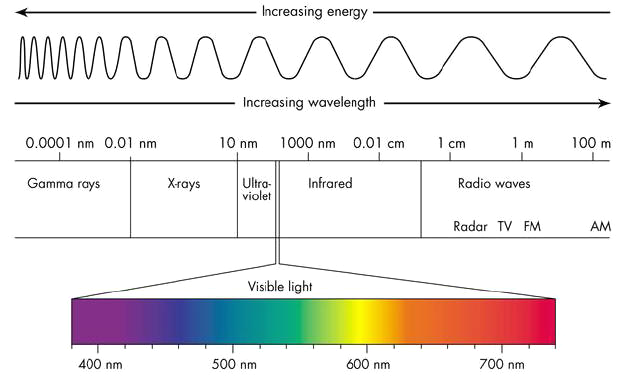 Increasing energy
Increasing wavelength
0.0001 nm 0.01 nm 10 nm 1000 nm 0.01 cm 1 cm 1 m 100 m
Gamma rays X-rays Ultra- Infrared Radio waves
violet
Radar TV FM AM
Visible light
400 nm 500 nm 600 nm 700 nm